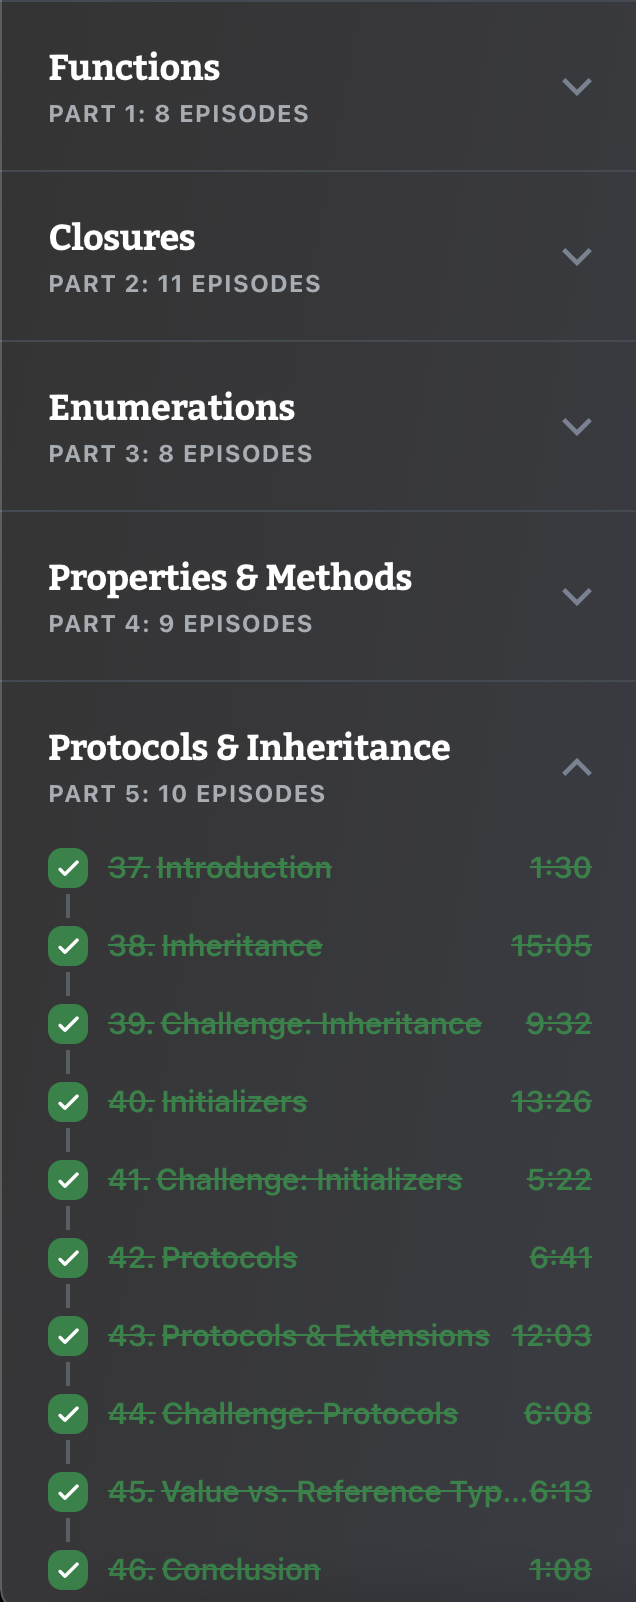 Functions
PART 1: 8 EPISODES
Closures
PART 2: 11 EPISODES
Enumerations
PART 3: 8 EPISODES
Properties & Methods
PART 4: 9 EPISODES
Protocols & Inheritance
PART 5: 10 EPISODES
37. Introduction 1:30
38. Inheritance 15:05
39. Challenge: Inheritance 9:32
40. Initializers 13:26
41. Challenge: Initializers 5:22
42. Protocols 6:41
43. Protocols & Extensions 12:03
44. Challenge: Protocols 6:08
45. Value vs. Reference Typ... 6:13
46. Conclusion 1:08